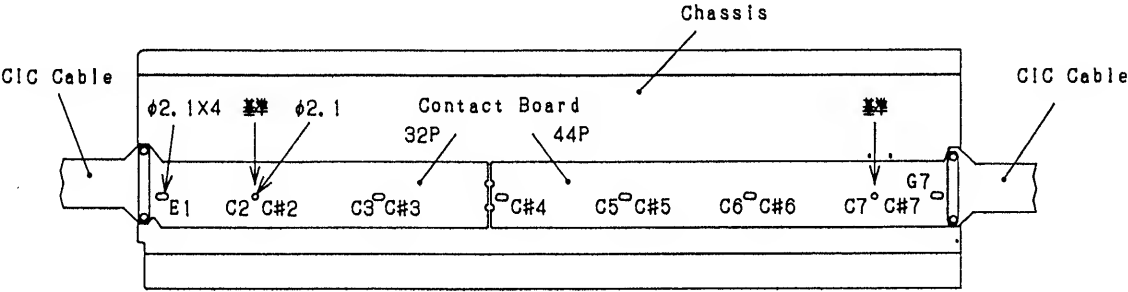 Chassis
CIC Cable
CIC Cable
φ2.1X4 基準 φ2.1
Contact Board
基準
32P 44P
G7
E1 C2 C#2 C3 C#3 C#4 C5 C#5 C6 C#6 C7 C#7